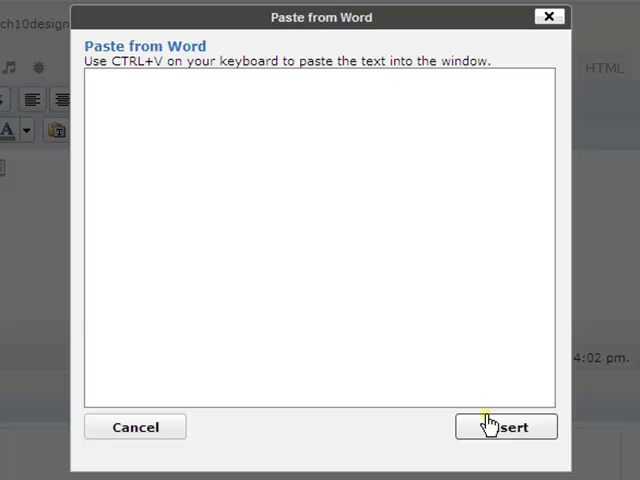 Paste from Word
ch10design
Paste from Word
Use CTRL+V on your keyboard to paste the text into the window.
HTML
A
4:02 pm.
Cancel
sert